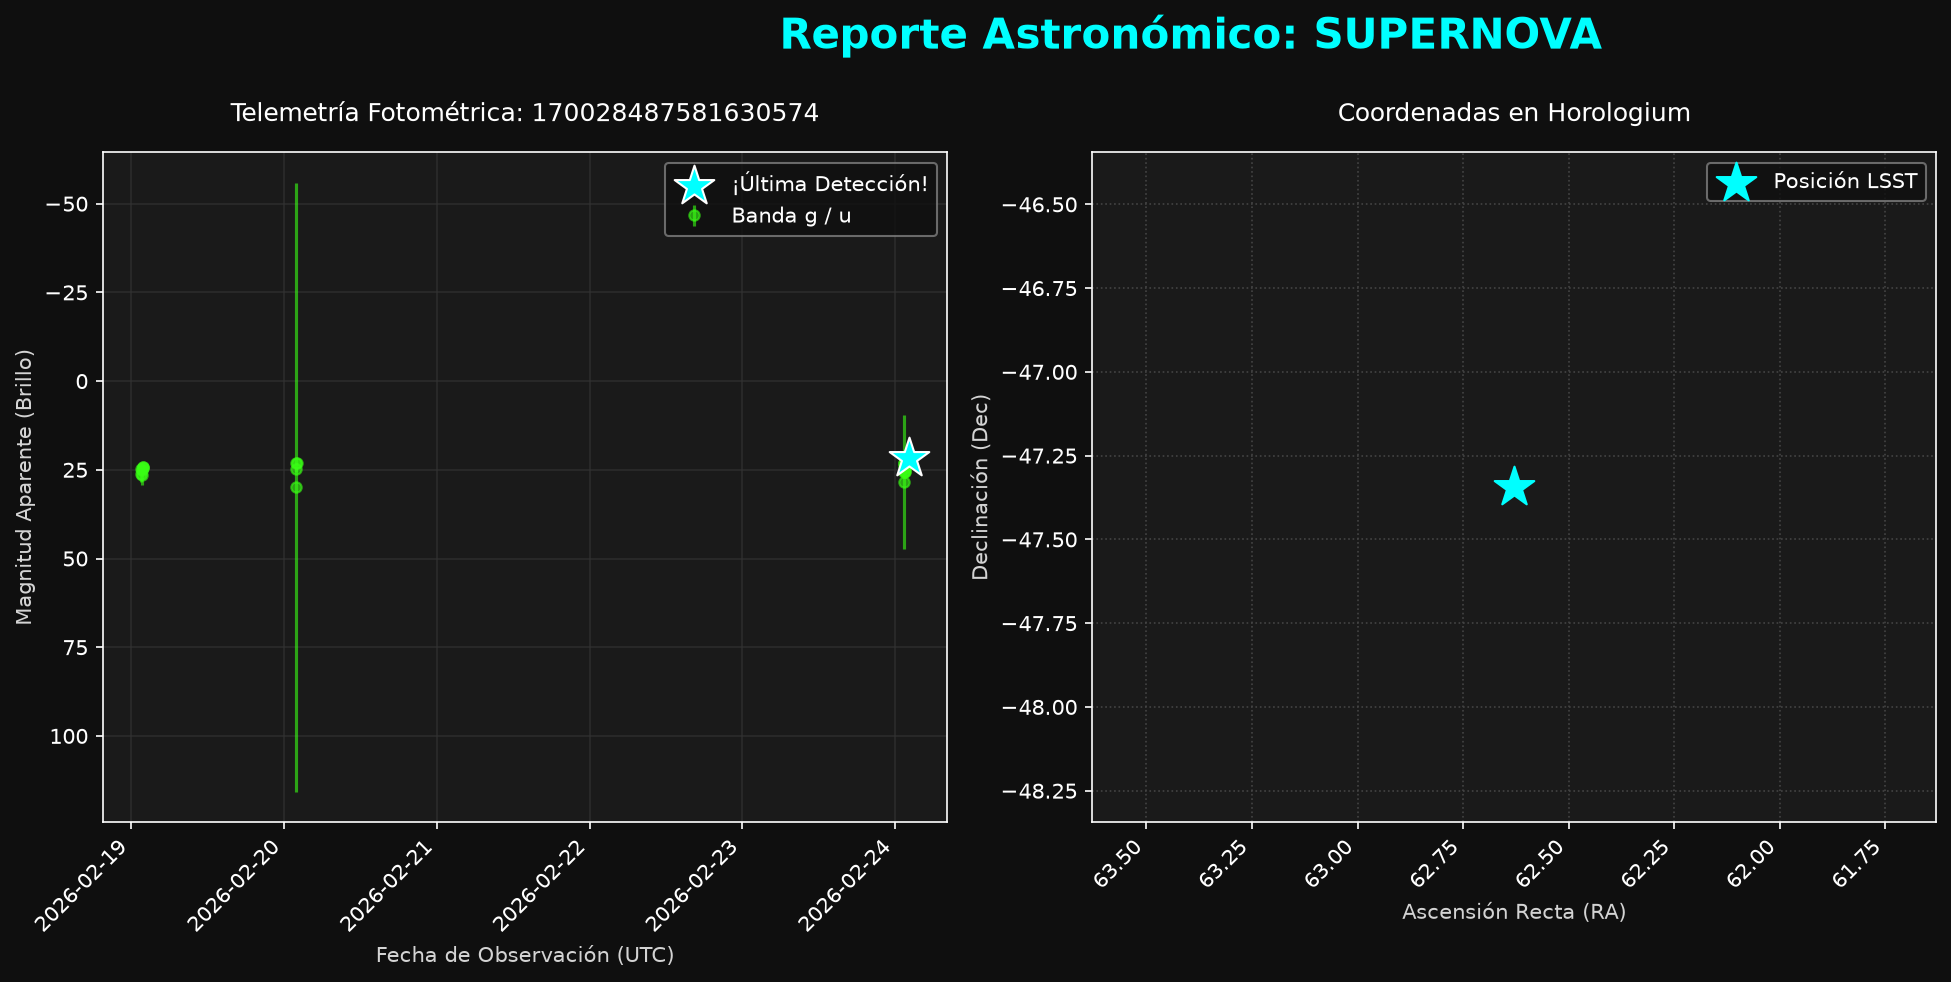 Reporte Astronómico: SUPERNOVA
Telemetría Fotométrica: 170028487581630574
¡Última Detección!
Banda g / u
Magnitud Aparente (Brillo)
−50
−25
0
25
50
75
100
2026-02-19
2026-02-20
2026-02-21
2026-02-22
2026-02-23
2026-02-24
Fecha de Observación (UTC)
Coordenadas en Horologium
Posición LSST
Declinación (Dec)
−46.50
−46.75
−47.00
−47.25
−47.50
−47.75
−48.00
−48.25
63.50
63.25
63.00
62.75
62.50
62.25
62.00
61.75
Ascensión Recta (RA)